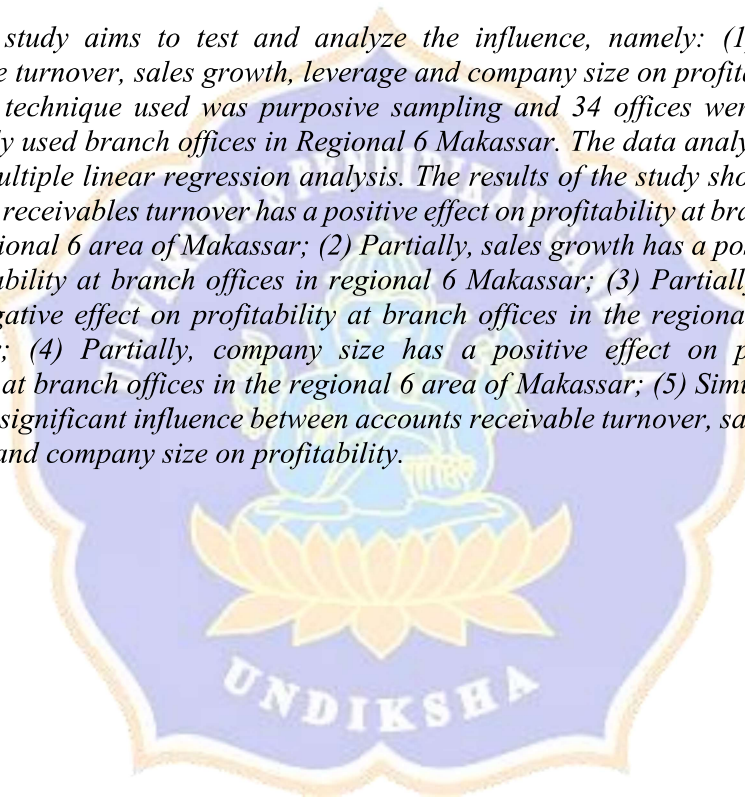 study aims to test and analyze the influence, namely: (1
e turnover, sales growth, leverage and company size on profita
technique used was purposive sampling and 34 offices wer
y used branch offices in Regional 6 Makassar. The data analy
ultiple linear regression analysis. The results of the study sho
receivables turnover has a positive effect on profitability at bra
ional 6 area of Makassar; (2) Partially, sales growth has a po
ability at branch offices in regional 6 Makassar; (3) Partially
gative effect on profitability at branch offices in the regional
; (4) Partially, company size has a positive effect on p
at branch offices in the regional 6 area of Makassar; (5) Simu
significant influence between accounts receivable turnover, sa
and company size on profitability.
UNDIKSHA